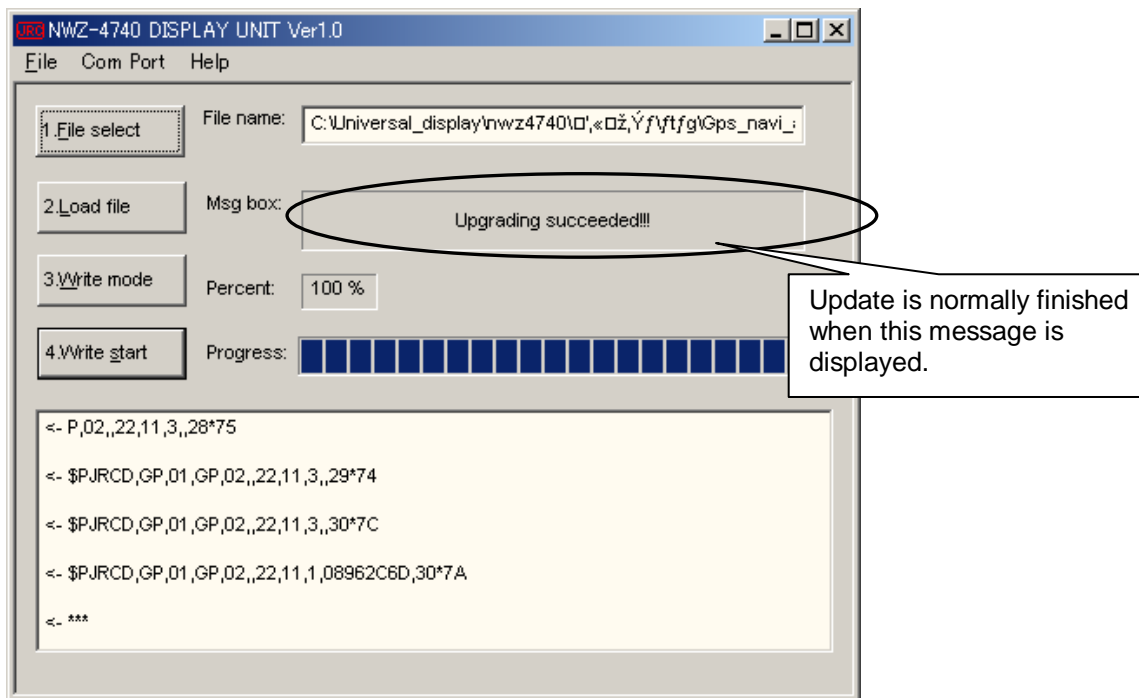 JRC NWZ-4740 DISPLAY UNIT Ver1.0
File Com Port Help
1.File select File name: C:\Universal_display\nwz4740\□',«□ž,Ýƒ\ƒtƒg\Gps_navi_
2.Load file Msg box: Upgrading succeeded!!!
3.Write mode Percent: 100 %
4.Write start Progress:
Update is normally finished
when this message is
displayed.
<- P,02,,22,11,3,,28*75
<- $PJRCD,GP,01,GP,02,,22,11,3,,29*74
<- $PJRCD,GP,01,GP,02,,22,11,3,,30*7C
<- $PJRCD,GP,01,GP,02,,22,11,1,08962C6D,30*7A
<- ***